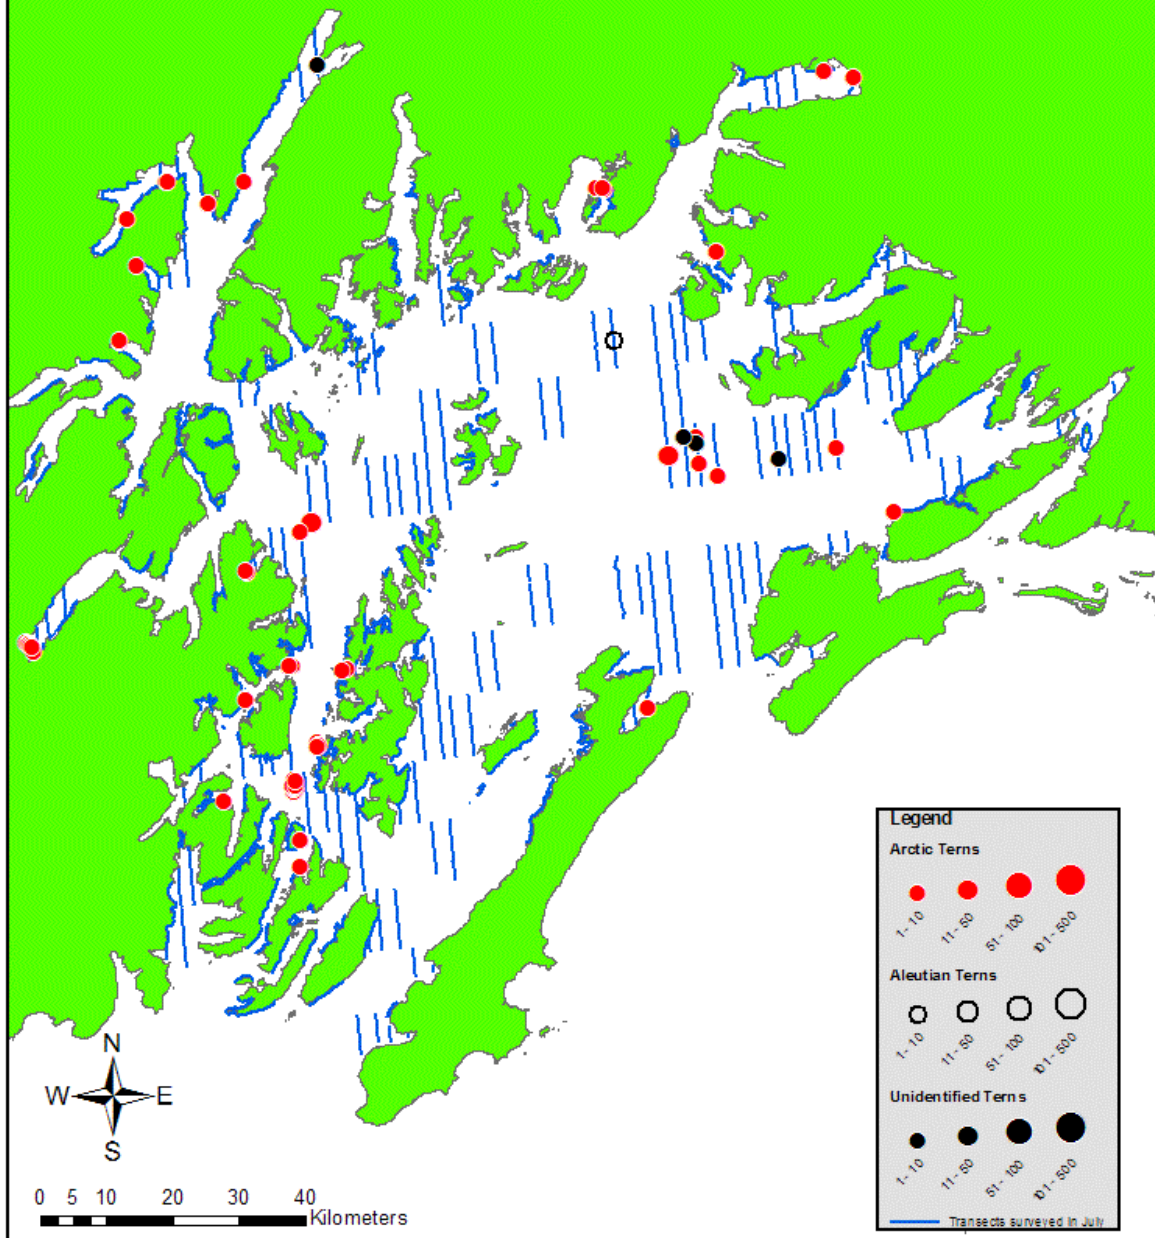 Legend
Arctic Terns
1 - 10
11 - 50
51 - 100
101 - 500
Aleutian Terns
1 - 10
11 - 50
51 - 100
101 - 500
Unidentified Terns
1 - 10
11 - 50
51 - 100
101 - 500
Transects surveyed in July
N
W E
S
0 5 10 20 30 40
Kilometers